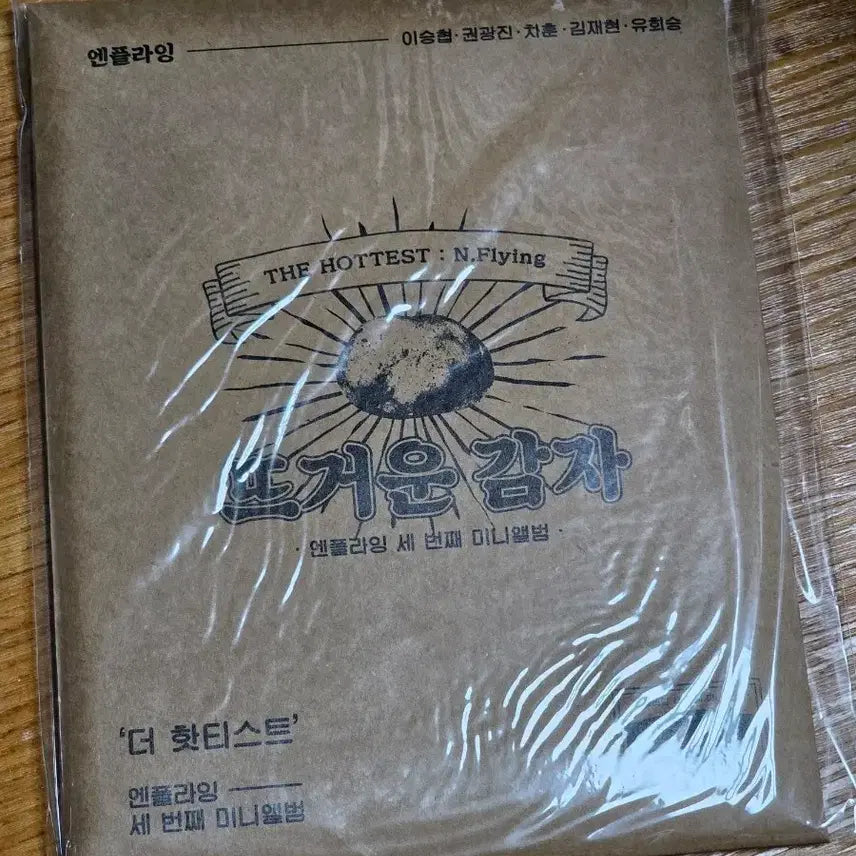 엔플라잉
이승협·권광진·차훈·김재현·유회승
THE HOTTEST : N.Flying
뜨거운 감자
· 엔플라잉 세 번째 미니앨범 ·
‘더 핫티스트’
엔플라잉
세 번째 미니앨범